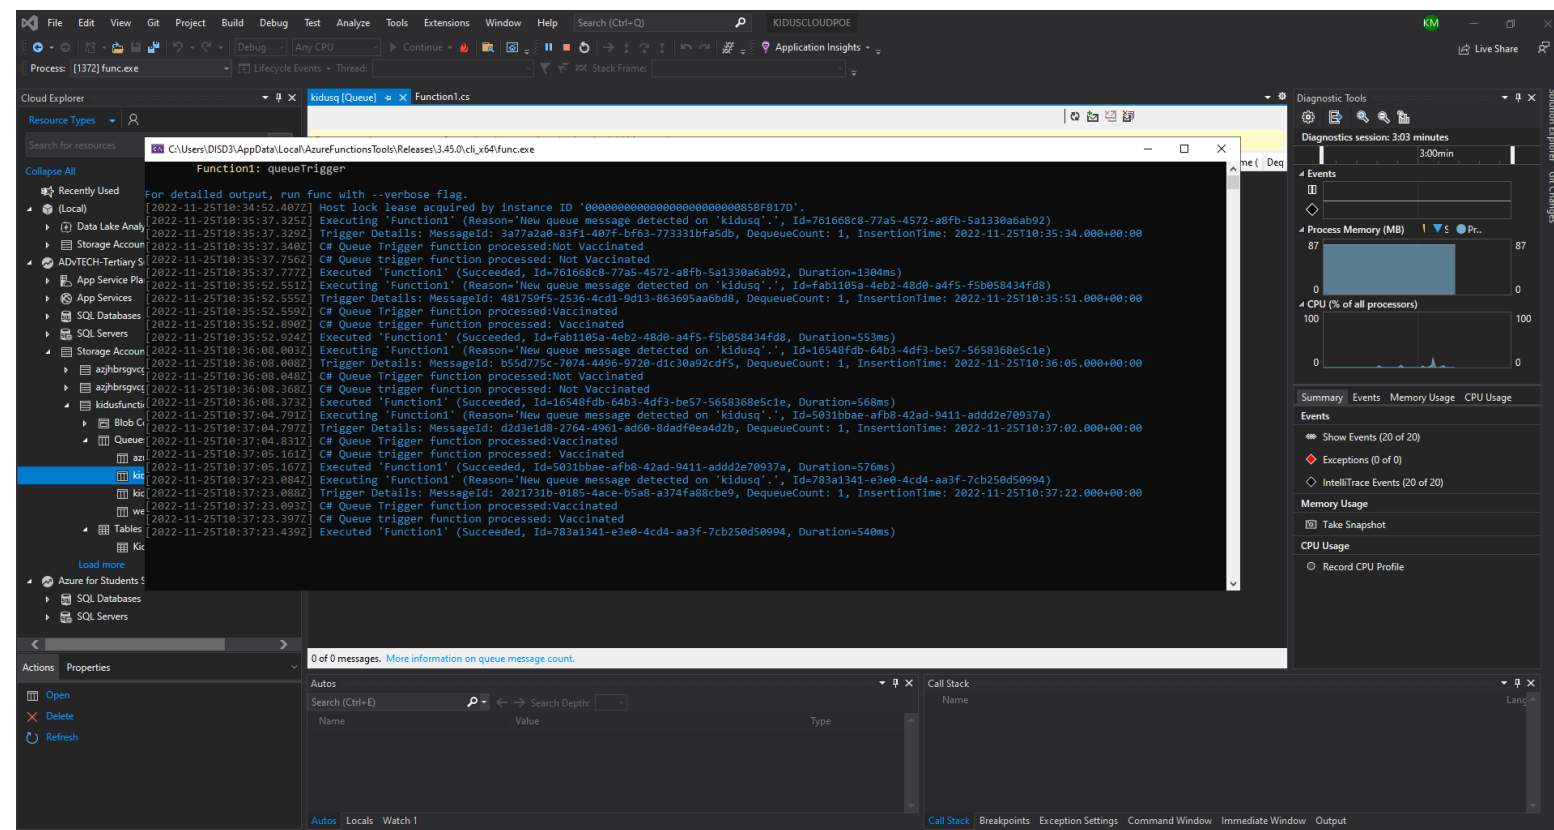 File Edit View Git Project Build Debug Test Analyze Tools Extensions Window Help Search (Ctrl+Q) KIDUSCLOUDPOE KM
Debug Any CPU Continue Application Insights Live Share
Process: [1372] func.exe Lifecycle Events Thread: Stack Frame:
Cloud Explorer
Resource Types
Search for resources
Collapse All
Recently Used
(Local)
Data Lake Analy
Storage Accoun
ADvTECH-Tertiary S
App Service Pla
App Services
SQL Databases
SQL Servers
Storage Accoun
azjhbrsgvcg
azjhbrsgvcg
kidusfuncti
Blob C
Queue
az
kid
kid
we
Tables
Kid
Load more
Azure for Students S
SQL Databases
SQL Servers
Actions Properties
Open
Delete
Refresh
kidusq [Queue] Function1.cs
me ( Deq
C:\Users\DISD3\AppData\Local\AzureFunctionsTools\Releases\3.45.0\cli_x64\func.exe
Function1: queueTrigger
For detailed output, run func with --verbose flag.
[2022-11-25T10:34:52.407Z] Host lock lease acquired by instance ID '00000000000000000000000085BFB17D'.
[2022-11-25T10:35:37.325Z] Executing 'Function1' (Reason='New queue message detected on 'kidusq'.', Id=761668c8-77a5-4572-a8fb-5a1330a6ab92)
[2022-11-25T10:35:37.329Z] Trigger Details: MessageId: 3a77a2a0-83f1-407f-bf63-773331bfa5db, DequeueCount: 1, InsertionTime: 2022-11-25T10:35:34.000+00:00
[2022-11-25T10:35:37.340Z] C# Queue Trigger function processed:Not Vaccinated
[2022-11-25T10:35:37.756Z] C# Queue Trigger function processed: Not Vaccinated
[2022-11-25T10:35:37.777Z] Executed 'Function1' (Succeeded, Id=761668c8-77a5-4572-a8fb-5a1330a6ab92, Duration=1304ms)
[2022-11-25T10:35:52.551Z] Executing 'Function1' (Reason='New queue message detected on 'kidusq'.', Id=fab1105a-4eb2-48d0-a4f5-f5b058434fd8)
[2022-11-25T10:35:52.555Z] Trigger Details: MessageId: 481759f5-2536-4cd1-9d13-863695aa6bd8, DequeueCount: 1, InsertionTime: 2022-11-25T10:35:51.000+00:00
[2022-11-25T10:35:52.559Z] C# Queue Trigger function processed:Vaccinated
[2022-11-25T10:35:52.890Z] C# Queue Trigger function processed: Vaccinated
[2022-11-25T10:35:52.924Z] Executed 'Function1' (Succeeded, Id=fab1105a-4eb2-48d0-a4f5-f5b058434fd8, Duration=553ms)
[2022-11-25T10:36:08.003Z] Executing 'Function1' (Reason='New queue message detected on 'kidusq'.', Id=16548fdb-64b3-4df3-be57-5658368e5c1e)
[2022-11-25T10:36:08.008Z] Trigger Details: MessageId: b55d775c-7074-4496-9720-d1c30a92cdf5, DequeueCount: 1, InsertionTime: 2022-11-25T10:36:05.000+00:00
[2022-11-25T10:36:08.048Z] C# Queue Trigger function processed:Not Vaccinated
[2022-11-25T10:36:08.368Z] C# Queue Trigger function processed: Not Vaccinated
[2022-11-25T10:36:08.373Z] Executed 'Function1' (Succeeded, Id=16548fdb-64b3-4df3-be57-5658368e5c1e, Duration=568ms)
[2022-11-25T10:37:04.791Z] Executing 'Function1' (Reason='New queue message detected on 'kidusq'.', Id=5031bbae-afb8-42ad-9411-addd2e70937a)
[2022-11-25T10:37:04.797Z] Trigger Details: MessageId: d2d3e1d8-2764-4961-ad60-8dadf0ea4d2b, DequeueCount: 1, InsertionTime: 2022-11-25T10:37:02.000+00:00
[2022-11-25T10:37:04.831Z] C# Queue Trigger function processed:Vaccinated
[2022-11-25T10:37:05.161Z] C# Queue Trigger function processed: Vaccinated
[2022-11-25T10:37:05.167Z] Executed 'Function1' (Succeeded, Id=5031bbae-afb8-42ad-9411-addd2e70937a, Duration=576ms)
[2022-11-25T10:37:23.084Z] Executing 'Function1' (Reason='New queue message detected on 'kidusq'.', Id=783a1341-e3e0-4cd4-aa3f-7cb250d50994)
[2022-11-25T10:37:23.088Z] Trigger Details: MessageId: 2021731b-0185-4ace-b5a8-a374fa88cbe9, DequeueCount: 1, InsertionTime: 2022-11-25T10:37:22.000+00:00
[2022-11-25T10:37:23.093Z] C# Queue Trigger function processed:Vaccinated
[2022-11-25T10:37:23.397Z] C# Queue Trigger function processed: Vaccinated
[2022-11-25T10:37:23.439Z] Executed 'Function1' (Succeeded, Id=783a1341-e3e0-4cd4-aa3f-7cb250d50994, Duration=540ms)
0 of 0 messages. More information on queue message count.
Autos
Search (Ctrl+E) Search Depth:
Name Value Type
Autos Locals Watch 1
Call Stack
Name Lang
Call Stack Breakpoints Exception Settings Command Window Immediate Window Output
Diagnostic Tools
Diagnostics session: 3:03 minutes
3:00min
Events
Process Memory (MB) S Pr...
87 87
0 0
CPU (% of all processors)
100 100
0 0
Summary Events Memory Usage CPU Usage
Events
Show Events (20 of 20)
Exceptions (0 of 0)
IntelliTrace Events (20 of 20)
Memory Usage
Take Snapshot
CPU Usage
Record CPU Profile
Solution Explorer
Git Changes